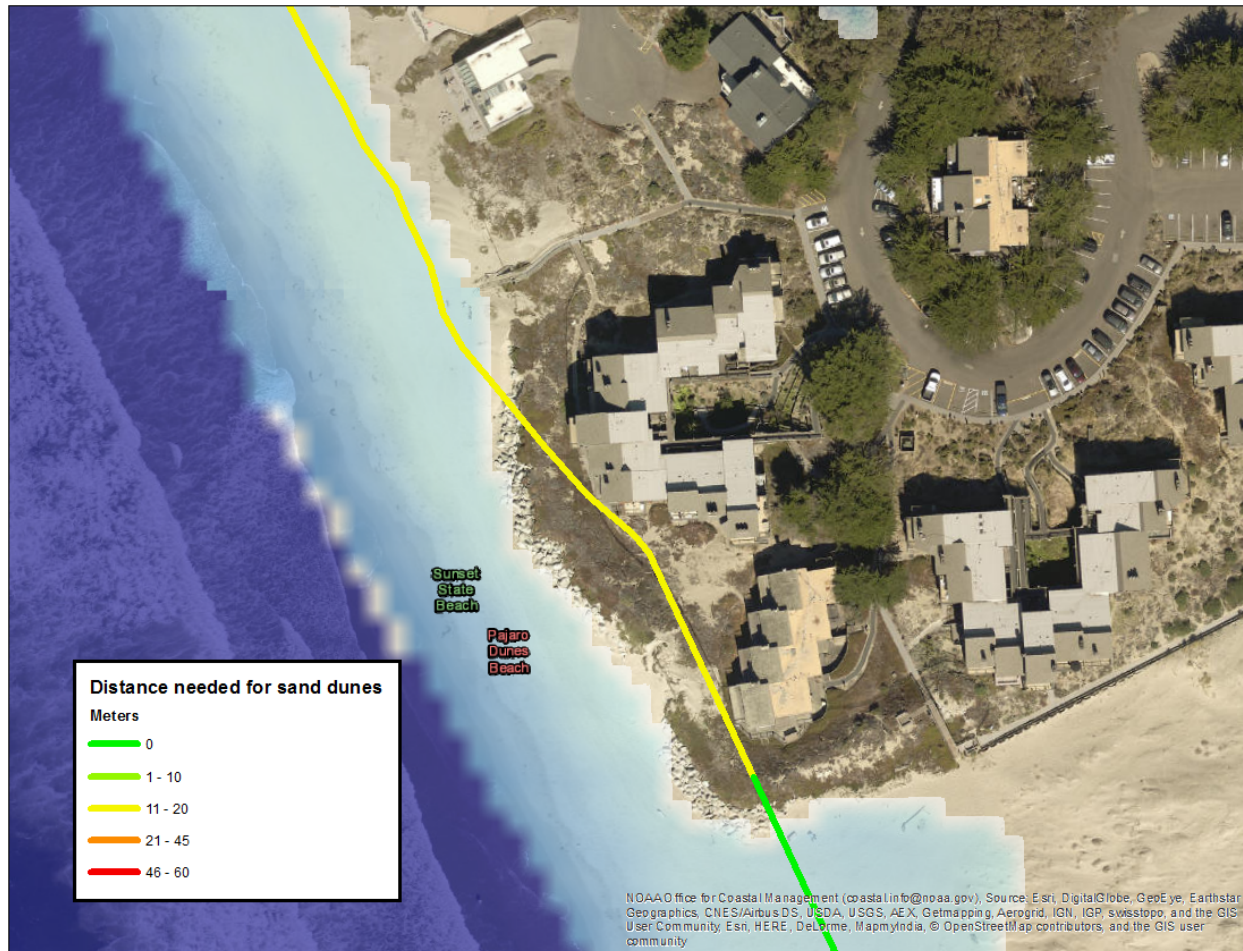 Sunset
State
Beach
Pajaro
Dunes
Beach
Distance needed for sand dunes
Meters
0
1 - 10
11 - 20
21 - 45
46 - 60
NOAA Office for Coastal Management (coastal.info@noaa.gov), Source: Esri, DigitalGlobe, GeoEye, Earthstar
Geographics, CNES/Airbus DS, USDA, USGS, AEX, Getmapping, Aerogrid, IGN, IGP, swisstopo, and the GIS
User Community, Esri, HERE, DeLorme, MapmyIndia, © OpenStreetMap contributors, and the GIS user
community